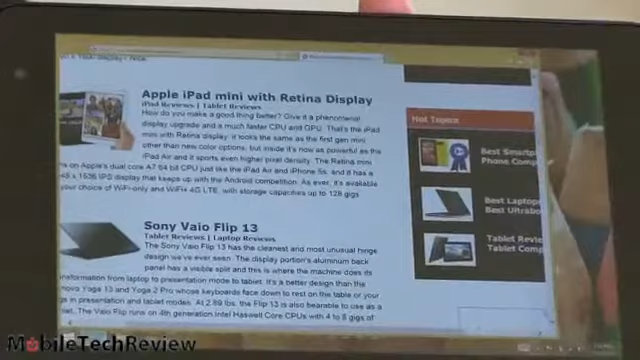 Apple iPad mini with Retina Display
iPad Reviews | Tablet Reviews
How do you make a good thing better? Give it a phenomenal
display upgrade and a much faster CPU and GPU. That's the iPad
mini with Retina display: it looks the same as the first gen mini
other than new color options, but inside it's now as powerful as the
iPad Air and it sports even higher pixel density. The Retina mini
s on Apple's dual core A7 64 bit CPU just like the iPad Air and iPhone 5s, and it has a
48 x 1536 IPS display that keeps up with the Android competition. As ever, it's available
your choice of WiFi-only and WiFi+ 4G LTE, with storage capacities up to 128 gigs
Sony Vaio Flip 13
Tablet Reviews | Laptop Reviews
The Sony Vaio Flip 13 has the cleanest and most unusual hinge
design we've ever seen. The display portion's aluminum back
panel has a visible split and this is where the machine does its
nsformation from laptop to presentation mode to tablet. It's a better design than the
novo Yoga 13 and Yoga 2 Pro whose keyboards face down to rest on the table or your
gs in presentation and tablet modes. At 2.89 lbs. the Flip 13 is also bearable to use as a
et. The Vaio Flip runs on 4th generation Intel Haswell Core CPUs with 4 to 8 gigs of
Hot Topics
Best Smartp
Phone Comp
Best Laptop
Best Ultrabo
Tablet Revie
Tablet Comp
MobileTechReview